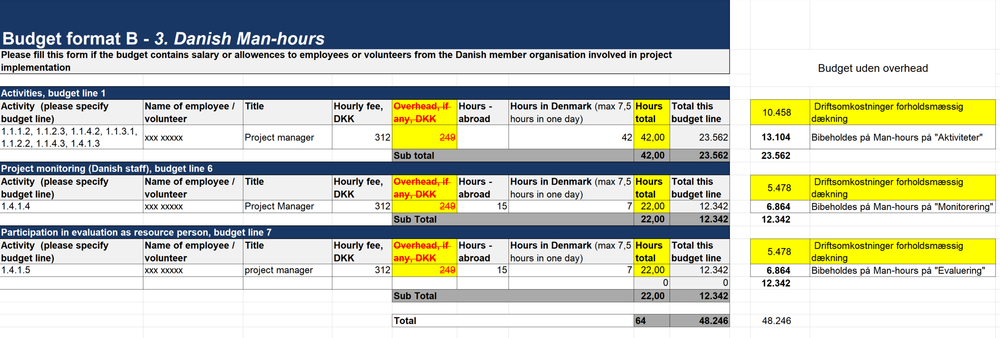 Budget format B - 3. Danish Man-hours
Please fill this form if the budget contains salary or allowences to employees or volunteers from the Danish member organisation involved in project
implementation
Budget uden overhead
Activities, budget line 1
Activity (please specify budget line) Name of employee / volunteer Title Hourly fee, DKK Overhead, if any, DKK Hours - abroad Hours in Denmark (max 7,5 hours in one day) Hours total Total this budget line 10.458 Driftsomkostninger forholdsmæssig dækning
1.1.1.2, 1.1.2.3, 1.1.4.2, 1.1.3.1, 1.1.2.2, 1.1.4.3, 1.4.1.3 xxx xxxxx Project manager 312 249 42 42,00 23.562 13.104 Bibeholdes på Man-hours på "Aktiviteter"
Sub total 42,00 23.562 23.562
Project monitoring (Danish staff), budget line 6
Activity (please specify budget line) Name of employee / volunteer Title Hourly fee, DKK Overhead, if any, DKK Hours - abroad Hours in Denmark (max 7,5 hours in one day) Hours total Total this budget line 5.478 Driftsomkostninger forholdsmæssig dækning
1.4.1.4 xxx xxxxx Project Manager 312 249 15 7 22,00 12.342 6.864 Bibeholdes på Man-hours på "Monitorering"
Sub Total 22,00 12.342 12.342
Participation in evaluation as resource person, budget line 7
Activity (please specify budget line) Name of employee / volunteer Title Hourly fee, DKK Overhead, if any, DKK Hours - abroad Hours in Denmark (max 7,5 hours in one day) Hours total Total this budget line 5.478 Driftsomkostninger forholdsmæssig dækning
1.4.1.5 xxx xxxxx project manager 312 249 15 7 22,00 12.342 6.864 Bibeholdes på Man-hours på "Evaluering"
0 0 12.342
Sub Total 22,00 12.342
Total 64 48.246 48.246